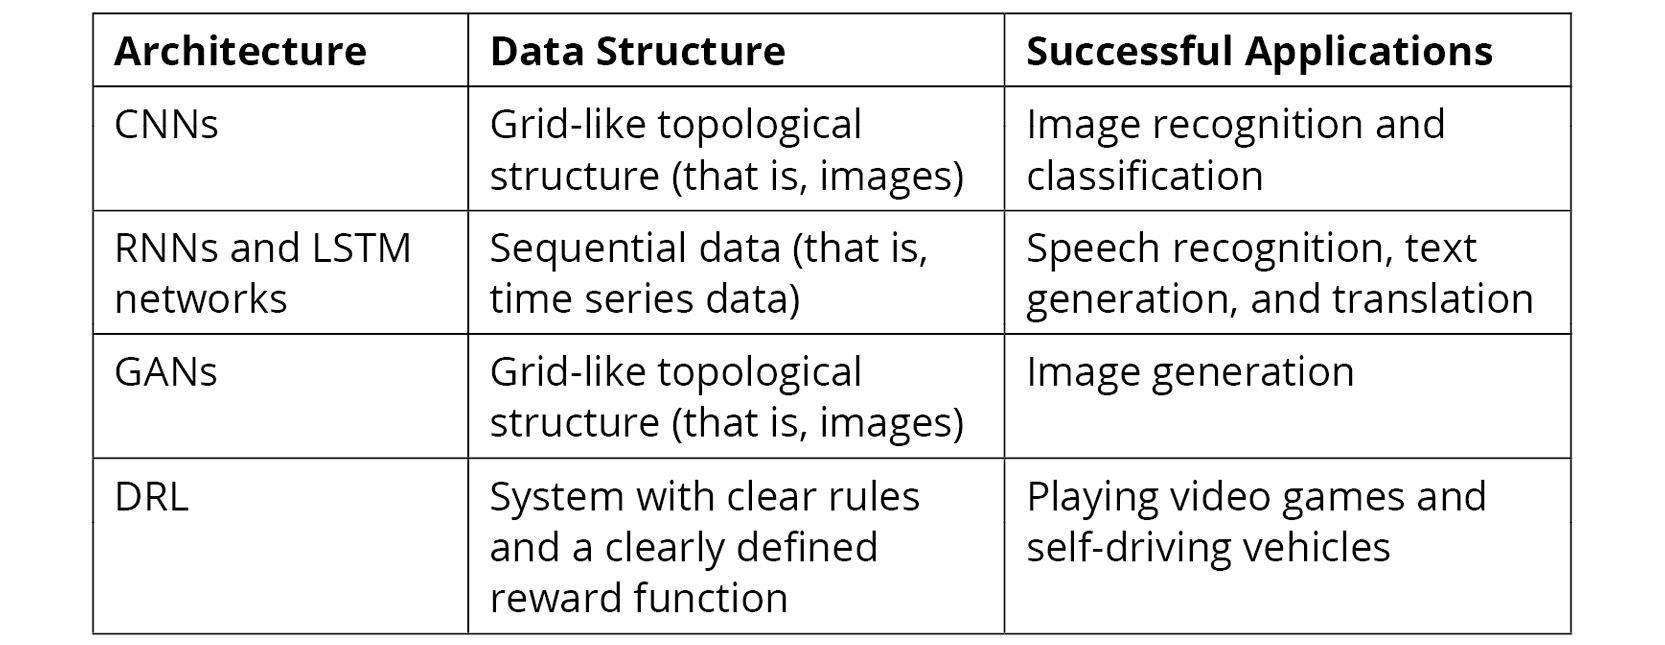 Architecture
Data Structure
Successful Applications
CNNs
Grid-like topological
structure (that is, images)
Image recognition and
classification
RNNs and LSTM
networks
Sequential data (that is,
time series data)
Speech recognition, text
generation, and translation
GANs
Grid-like topological
structure (that is, images)
Image generation
DRL
System with clear rules
and a clearly defined
reward function
Playing video games and
self-driving vehicles